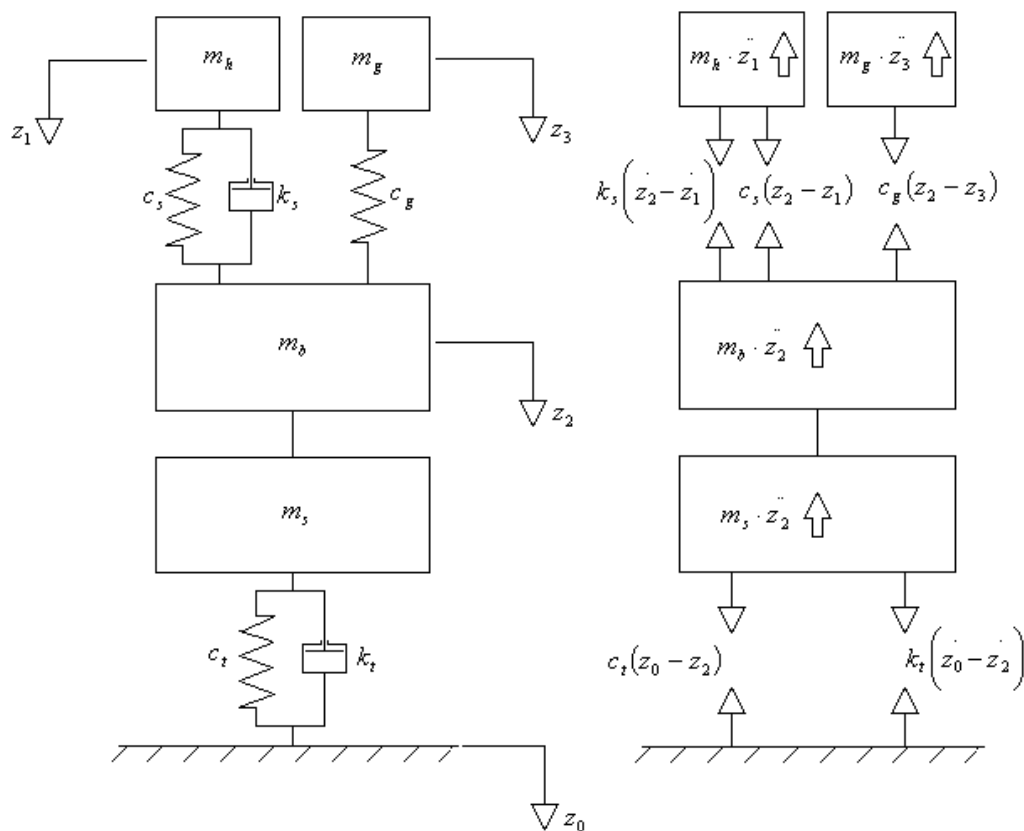 m_h
m_g
z_1
z_3
c_s
k_s
c_g
m_b
z_2
m_s
c_t
k_t
z_0
m_h · z̈_1
m_g · z̈_3
k_s(ż_2 − ż_1)
c_s(z_2 − z_1)
c_g(z_2 − z_3)
m_b · z̈_2
m_s · z̈_2
c_t(z_0 − z_2)
k_t(ż_0 − ż_2)